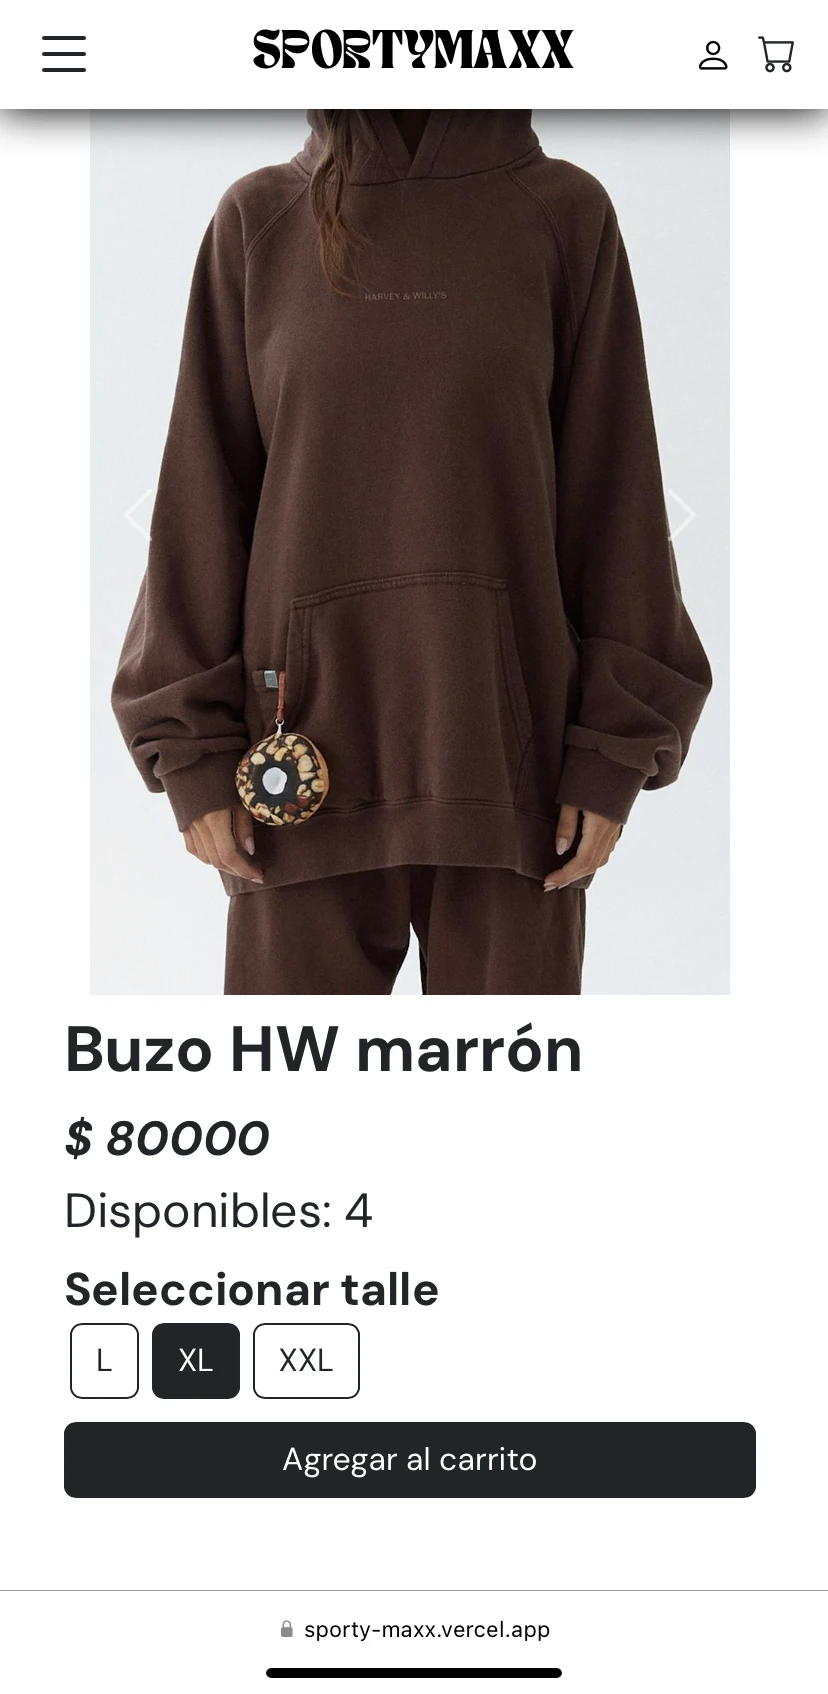 SPORTYMAXX
HARVEY & WILLY'S
Buzo HW marrón
$ 80000
Disponibles: 4
Seleccionar talle
L XL XXL
Agregar al carrito
sporty-maxx.vercel.app